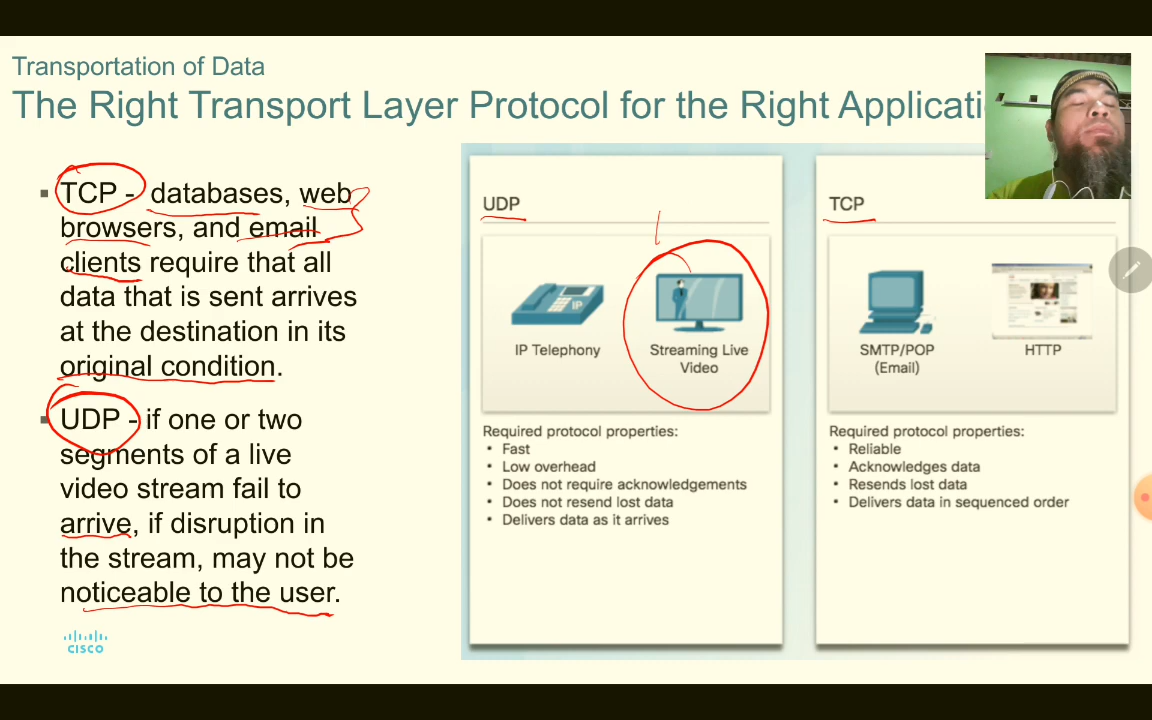 Transportation of Data
The Right Transport Layer Protocol for the Right Applicati
TCP - databases, web
browsers, and email
clients require that all
data that is sent arrives
at the destination in its
original condition.
UDP - if one or two
segments of a live
video stream fail to
arrive, if disruption in
the stream, may not be
noticeable to the user.
CISCO
UDP
IP
IP Telephony
Streaming Live
Video
Required protocol properties:
• Fast
• Low overhead
• Does not require acknowledgements
• Does not resend lost data
• Delivers data as it arrives
TCP
SMTP/POP
(Email)
HTTP
Required protocol properties:
• Reliable
• Acknowledges data
• Resends lost data
• Delivers data in sequenced order